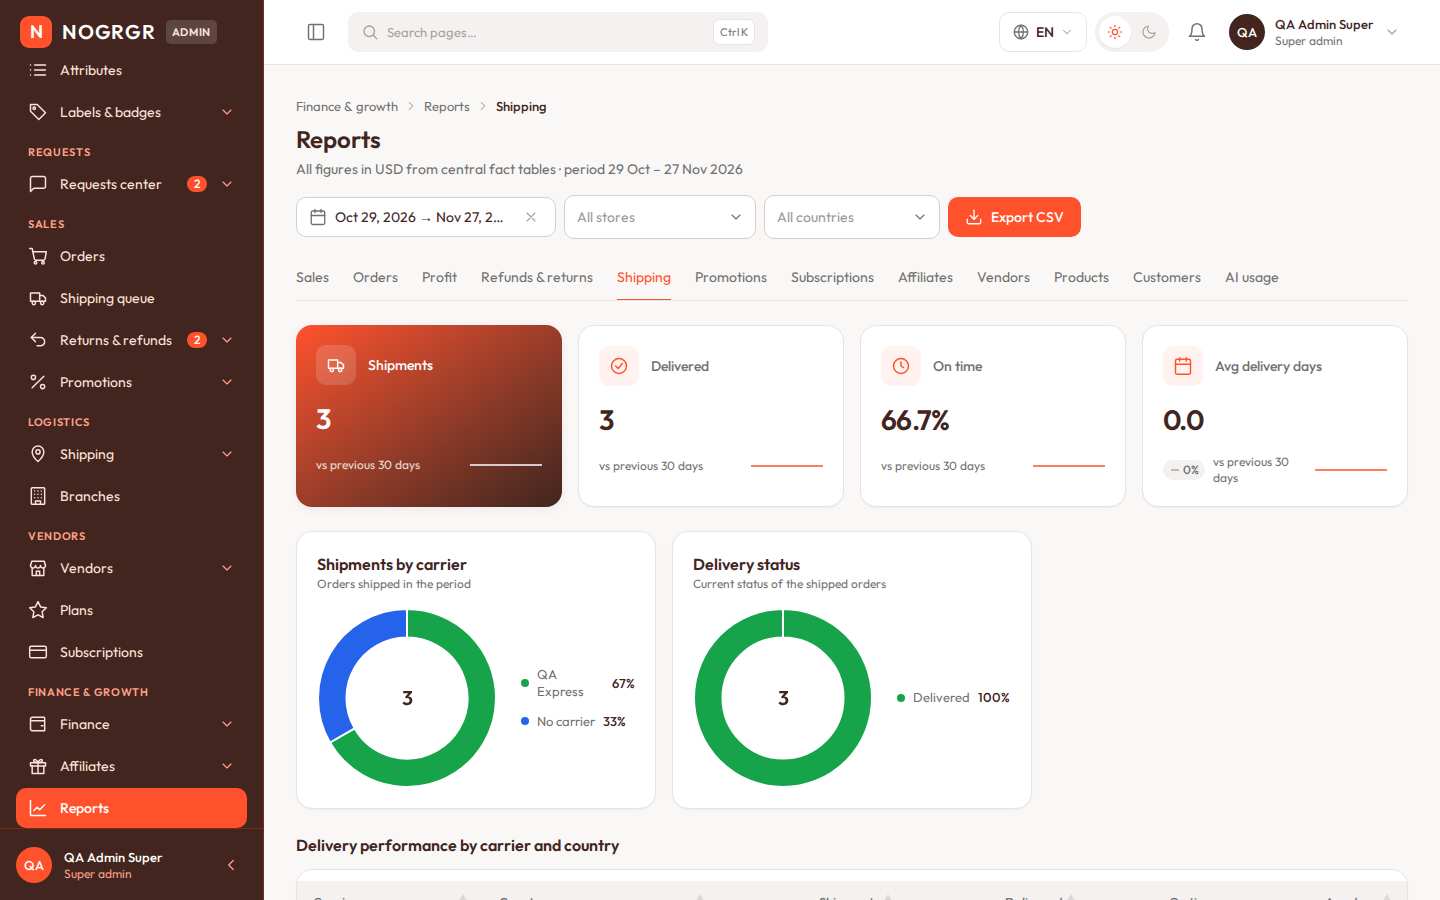 N NOGRGR ADMIN
Attributes
Labels & badges
REQUESTS
Requests center 2
SALES
Orders
Shipping queue
Returns & refunds 2
Promotions
LOGISTICS
Shipping
Branches
VENDORS
Vendors
Plans
Subscriptions
FINANCE & GROWTH
Finance
Affiliates
Reports
QA QA Admin Super
Super admin
Search pages... Ctrl K
EN
QA QA Admin Super
Super admin
Finance & growth > Reports > Shipping
Reports
All figures in USD from central fact tables · period 29 Oct – 27 Nov 2026
Oct 29, 2026 → Nov 27, 2...
All stores
All countries
Export CSV
Sales Orders Profit Refunds & returns Shipping Promotions Subscriptions Affiliates Vendors Products Customers AI usage
Shipments
3
vs previous 30 days
Delivered
3
vs previous 30 days
On time
66.7%
vs previous 30 days
Avg delivery days
0.0
— 0% vs previous 30
days
Shipments by carrier
Orders shipped in the period
3
QA
Express 67%
No carrier 33%
Delivery status
Current status of the shipped orders
3
Delivered 100%
Delivery performance by carrier and country